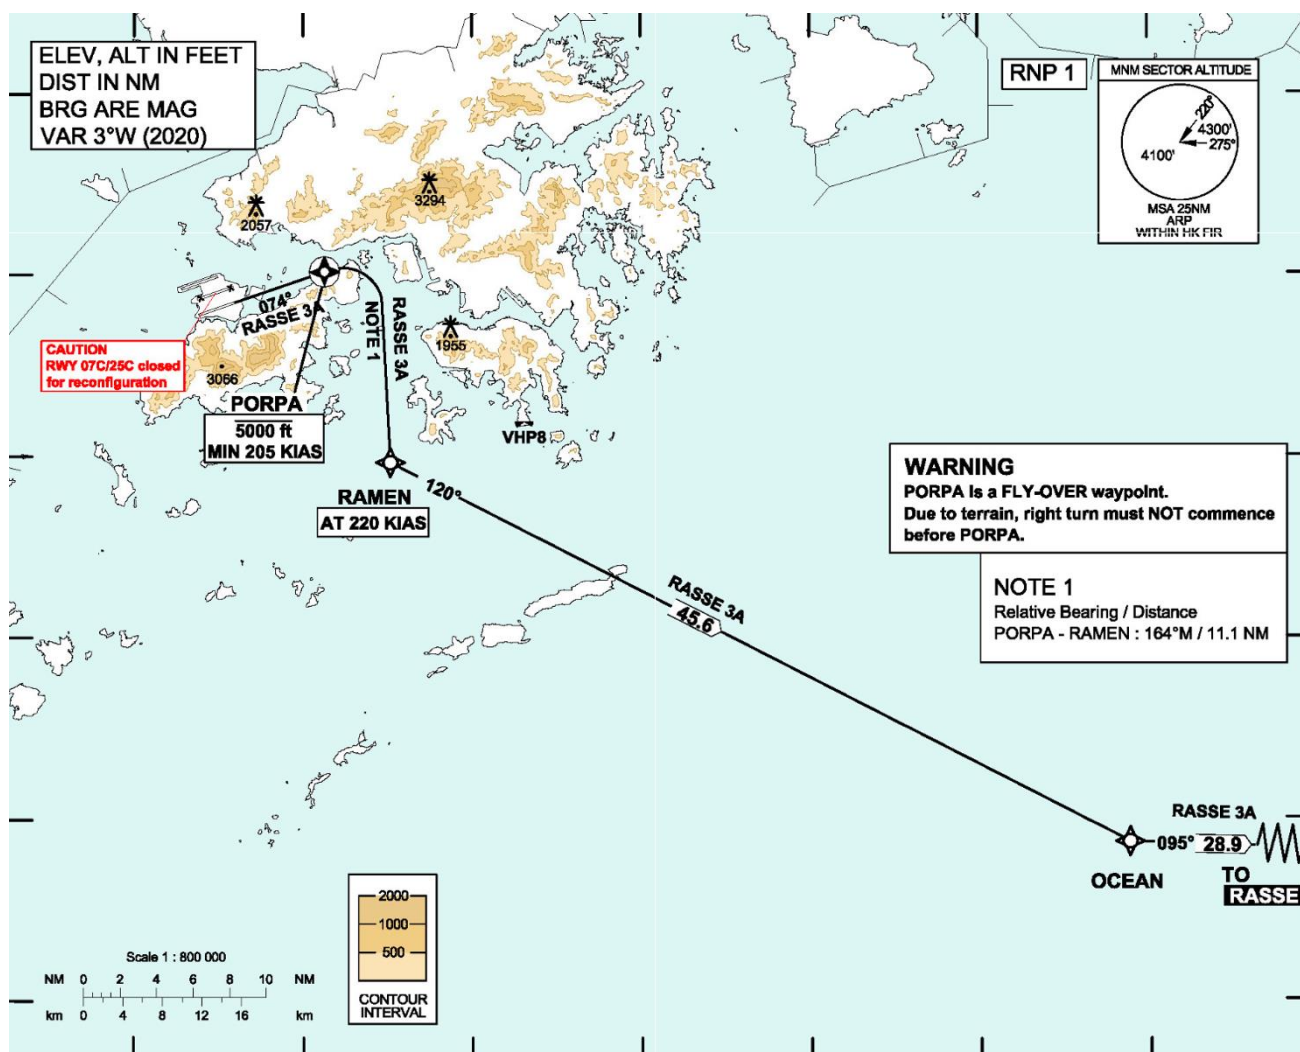 ELEV, ALT IN FEET
DIST IN NM
BRG ARE MAG
VAR 3°W (2020)
RNP 1
MNM SECTOR ALTITUDE
220°
4300'
275°
4100'
MSA 25NM
ARP
WITHIN HK FIR
3294
2057
074°
RASSE 3A
NOTE 1
RASSE 3A
1955
CAUTION
RWY 07C/25C closed
for reconfiguration
3066
PORPA
5000 ft
MIN 205 KIAS
VHP8
RAMEN
AT 220 KIAS
120°
WARNING
PORPA is a FLY-OVER waypoint.
Due to terrain, right turn must NOT commence
before PORPA.
NOTE 1
Relative Bearing / Distance
PORPA - RAMEN : 164°M / 11.1 NM
RASSE 3A
45.6
RASSE 3A
095° 28.9
OCEAN
TO
RASSE
2000
1000
500
CONTOUR
INTERVAL
Scale 1 : 800 000
NM 0 2 4 6 8 10 NM
km 0 4 8 12 16 km